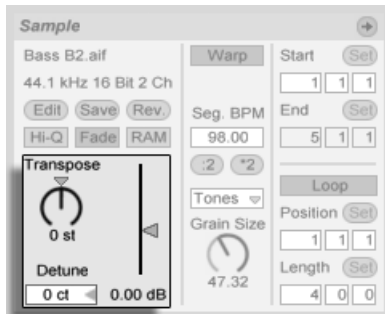 Sample
Bass B2.aif
44.1 kHz 16 Bit 2 Ch
Edit Save Rev.
Hi-Q Fade RAM
Transpose
0 st
Detune
0 ct 0.00 dB
Warp
Seg. BPM
98.00
:2 *2
Tones
Grain Size
47.32
Start Set
1 1 1
End Set
5 1 1
Loop
Position Set
1 1 1
Length Set
4 0 0